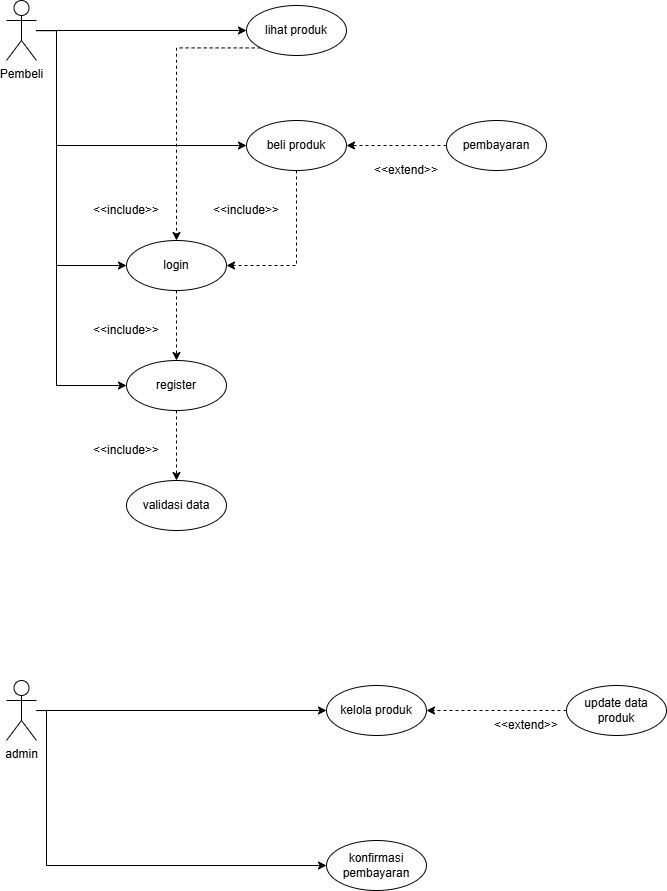 lihat produk
Pembeli
beli produk
pembayaran
<<extend>>
<<include>>
<<include>>
login
<<include>>
register
<<include>>
validasi data
kelola produk
update data
produk
<<extend>>
admin
konfirmasi
pembayaran